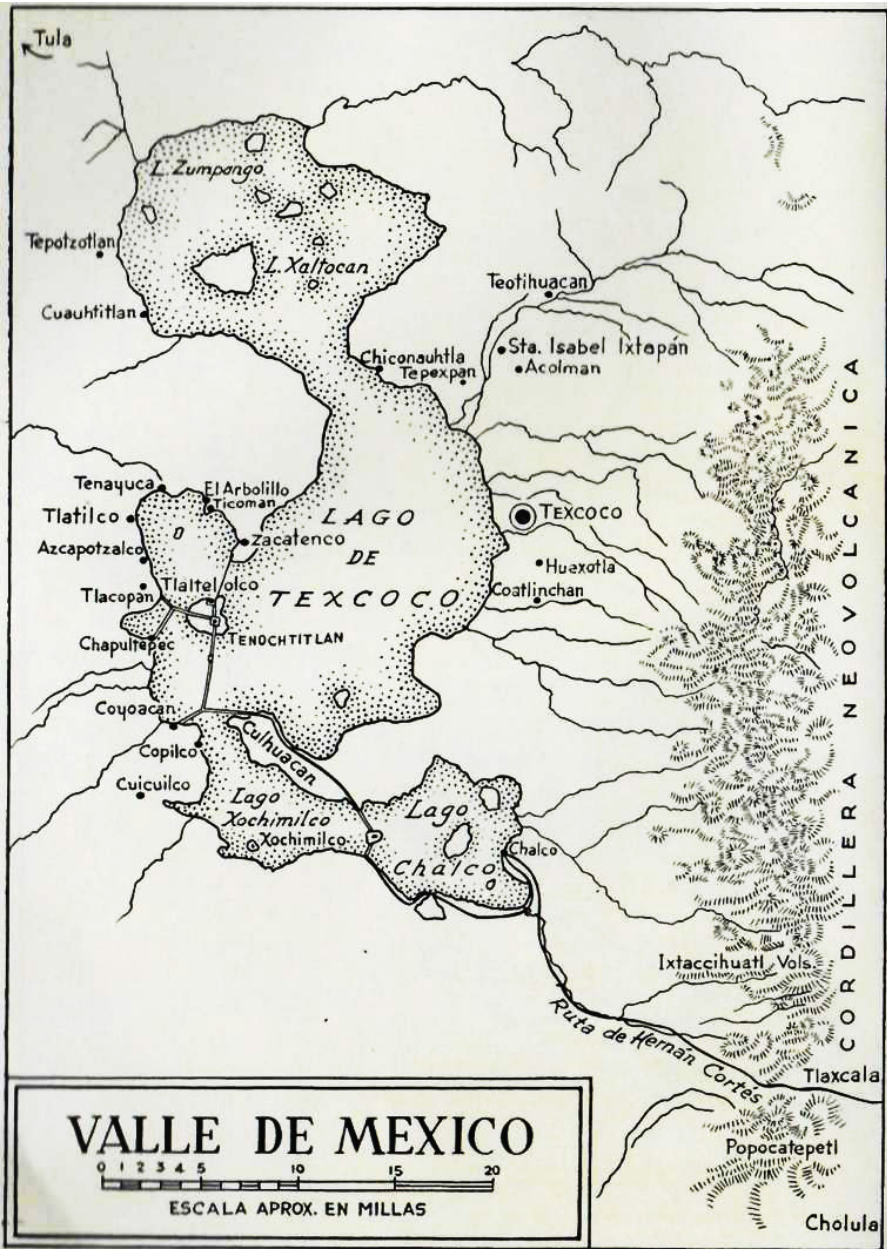 Tula
L. Zumpango
Tepotzotlan
L. Xaltocan
Teotihuacan
Cuauhtitlan
Sta. Isabel Ixtapán
Chiconauhtla
Tepexpan
Acolman
CORDILLERA NEOVOLCANICA
Tenayuca
El Arbolillo
Ticoman
Tlatilco
LAGO
DE
TEXCOCO
TEXCOCO
Zacatenco
Azcapotzalco
Huexotla
Tlaltelolco
Tlacopan
Coatlinchan
TENOCHTITLAN
Chapultepec
Coyoacan
Culhuacan
Copilco
Cuicuilco
Lago
Xochimilco
Xochimilco
Lago
Chalco
Chalco
Ixtaccihuatl Vols.
Ruta de Hernán Cortés
Tlaxcala
Popocatepetl
Cholula
VALLE DE MEXICO
0 1 2 3 4 5 10 15 20
ESCALA APROX. EN MILLAS